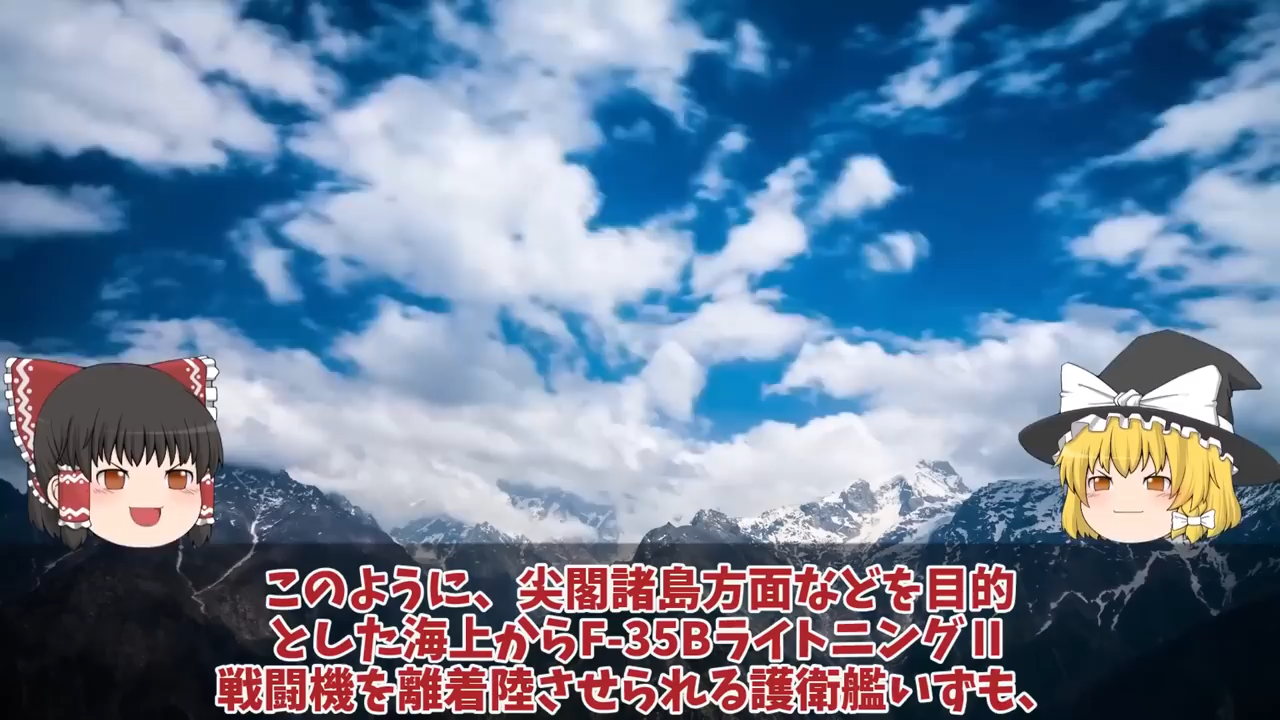 このように、尖閣諸島方面などを目的
とした海上からF-35BライトニングⅡ
戦闘機を離着陸させられる護衛艦いずも、